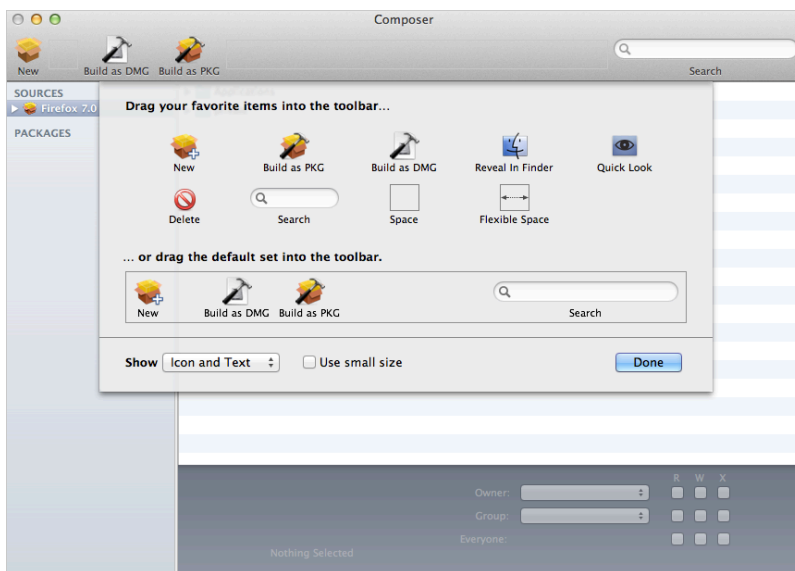 Composer
New Build as DMG Build as PKG Search
SOURCES
Firefox 7.0
Applications
PACKAGES
Drag your favorite items into the toolbar...
New Build as PKG Build as DMG Reveal In Finder Quick Look
Delete Search Space Flexible Space
... or drag the default set into the toolbar.
New Build as DMG Build as PKG Search
Show Icon and Text Use small size Done
R W X
Owner:
Group:
Everyone:
Nothing Selected